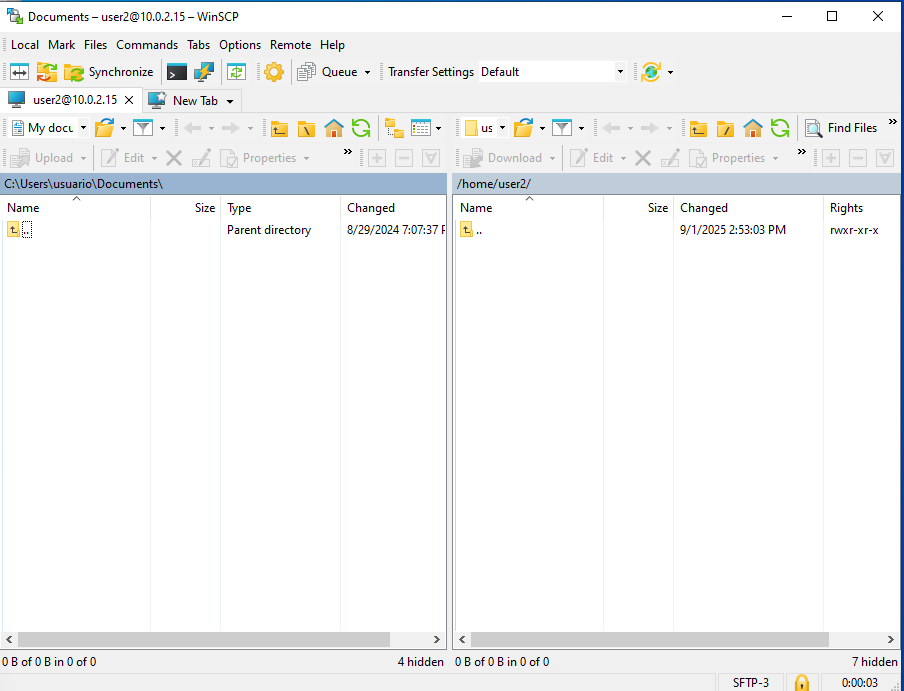 Documents – user2@10.0.2.15 – WinSCP
Local Mark Files Commands Tabs Options Remote Help
Synchronize Queue Transfer Settings Default
user2@10.0.2.15 New Tab
My docu us Find Files
Upload Edit Properties Download Edit Properties
C:\Users\usuario\Documents\ /home/user2/
Name Size Type Changed Name Size Changed Rights
.. Parent directory 8/29/2024 7:07:37 P .. 9/1/2025 2:53:03 PM rwxr-xr-x
0 B of 0 B in 0 of 0 4 hidden 0 B of 0 B in 0 of 0 7 hidden
SFTP-3 0:00:03